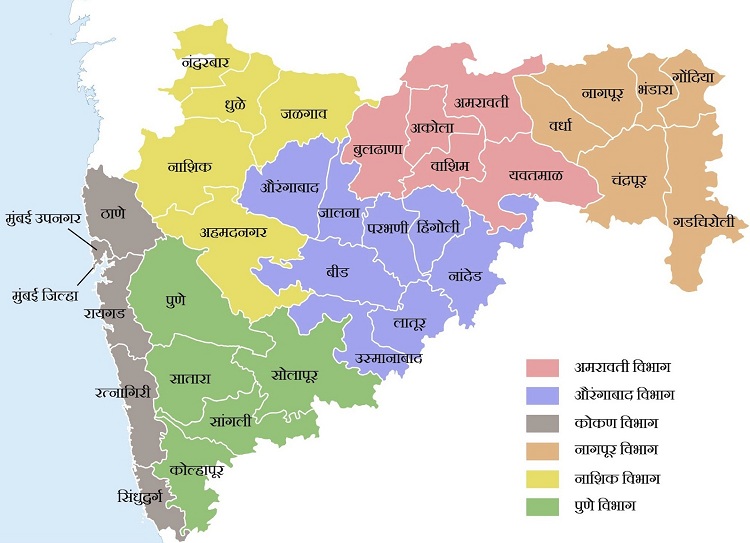 नंदुरबार
धुळे
जळगाव
नाशिक
अहमदनगर
बुलढाणा
अकोला
अमरावती
वाशिम
यवतमाळ
वर्धा
नागपूर
भंडारा
गोंदिया
चंद्रपूर
गडचिरोली
औरंगाबाद
जालना
परभणी
हिंगोली
नांदेड
बीड
लातूर
उस्मानाबाद
ठाणे
मुंबई उपनगर
मुंबई जिल्हा
रायगड
रत्नागिरी
सिंधुदुर्ग
पुणे
सातारा
सोलापूर
सांगली
कोल्हापूर
अमरावती विभाग
औरंगाबाद विभाग
कोकण विभाग
नागपूर विभाग
नाशिक विभाग
पुणे विभाग